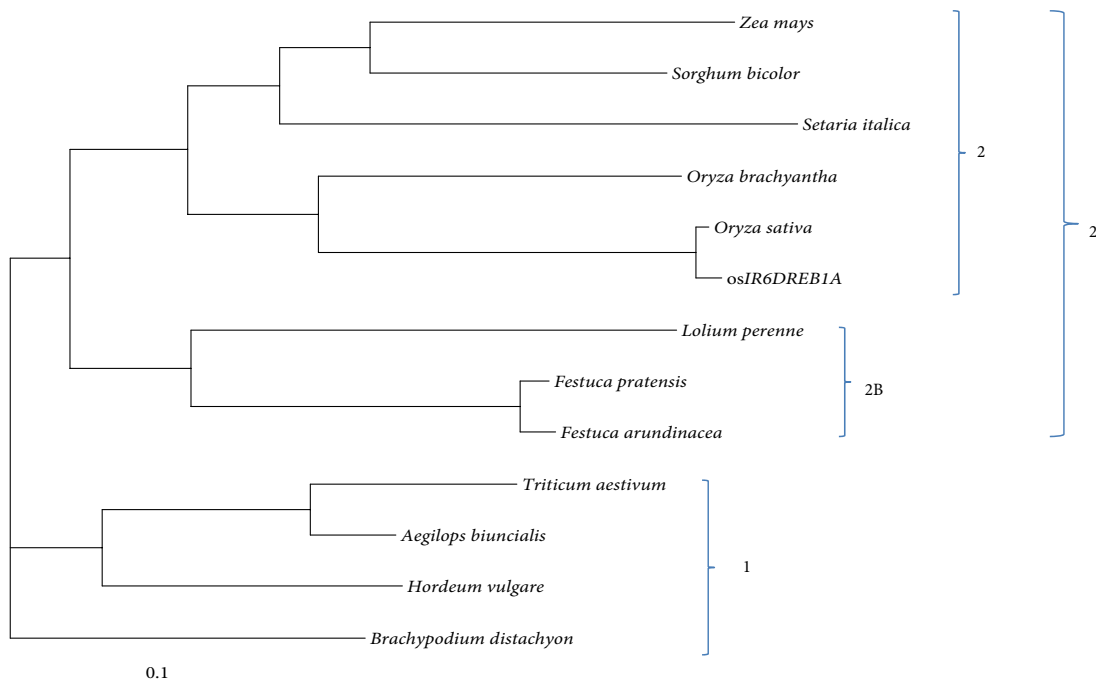 Zea mays
Sorghum bicolor
Setaria italica
2
Oryza brachyantha
Oryza sativa
2
osIR6DREB1A
Lolium perenne
Festuca pratensis
2B
Festuca arundinacea
Triticum aestivum
Aegilops biuncialis
1
Hordeum vulgare
Brachypodium distachyon
0.1